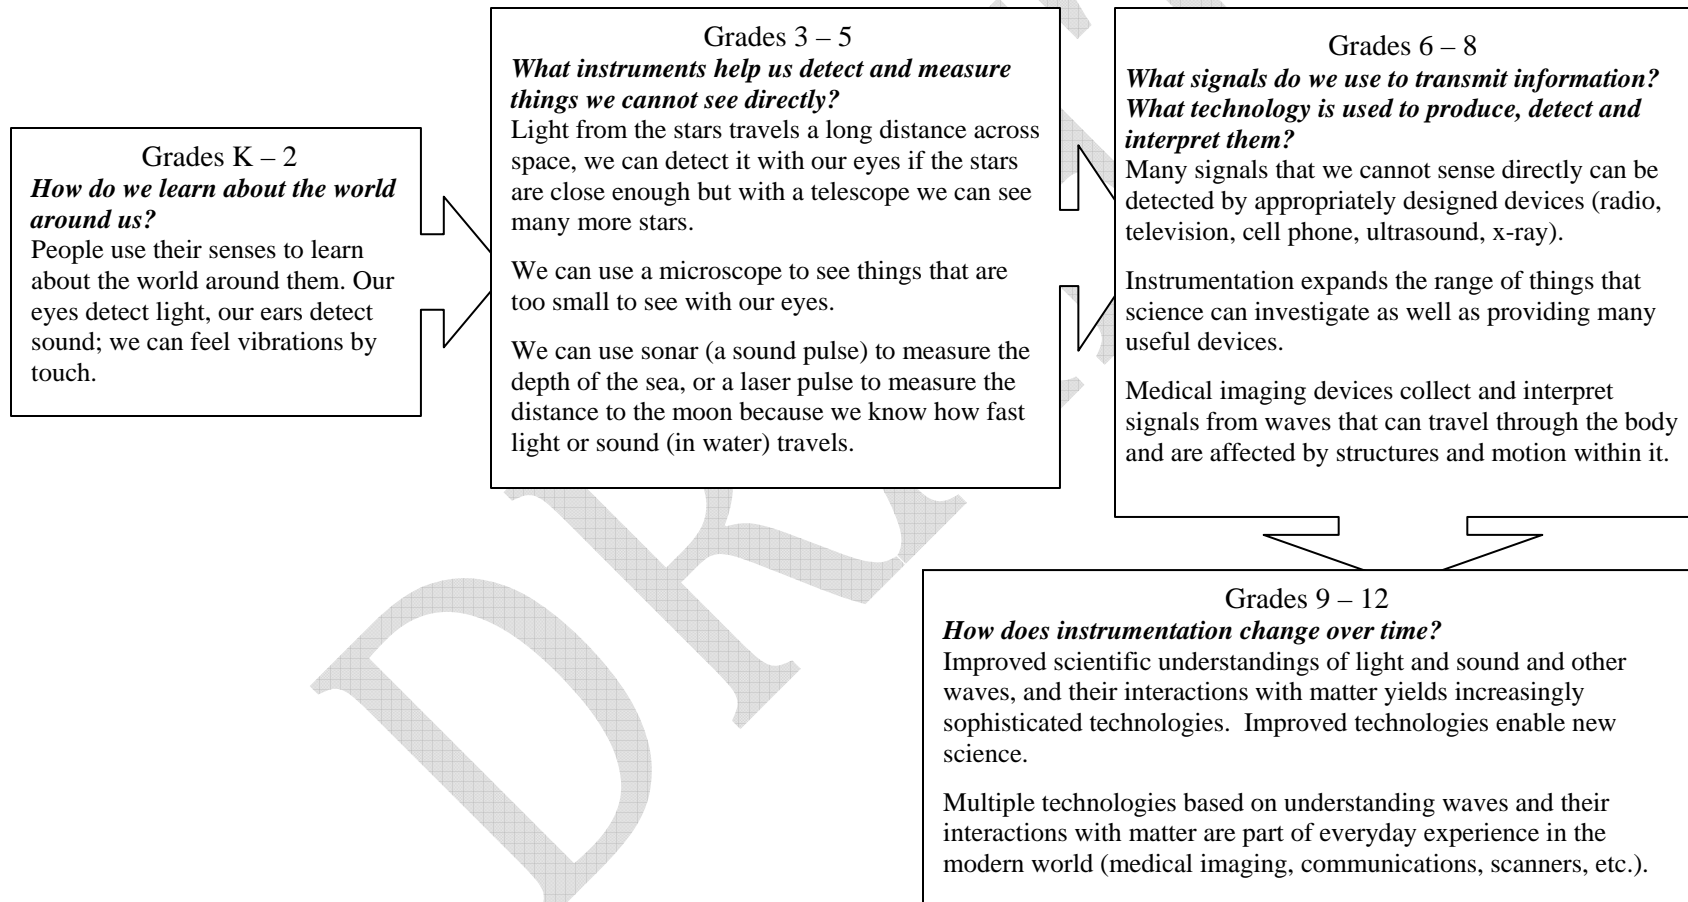 Grades K – 2
How do we learn about the world
around us?
People use their senses to learn
about the world around them. Our
eyes detect light, our ears detect
sound; we can feel vibrations by
touch.
Grades 3 – 5
What instruments help us detect and measure
things we cannot see directly?
Light from the stars travels a long distance across
space, we can detect it with our eyes if the stars
are close enough but with a telescope we can see
many more stars.
We can use a microscope to see things that are
too small to see with our eyes.
We can use sonar (a sound pulse) to measure the
depth of the sea, or a laser pulse to measure the
distance to the moon because we know how fast
light or sound (in water) travels.
Grades 6 – 8
What signals do we use to transmit information?
What technology is used to produce, detect and
interpret them?
Many signals that we cannot sense directly can be
detected by appropriately designed devices (radio,
television, cell phone, ultrasound, x-ray).
Instrumentation expands the range of things that
science can investigate as well as providing many
useful devices.
Medical imaging devices collect and interpret
signals from waves that can travel through the body
and are affected by structures and motion within it.
Grades 9 – 12
How does instrumentation change over time?
Improved scientific understandings of light and sound and other
waves, and their interactions with matter yields increasingly
sophisticated technologies.  Improved technologies enable new
science.
Multiple technologies based on understanding waves and their
interactions with matter are part of everyday experience in the
modern world (medical imaging, communications, scanners, etc.).